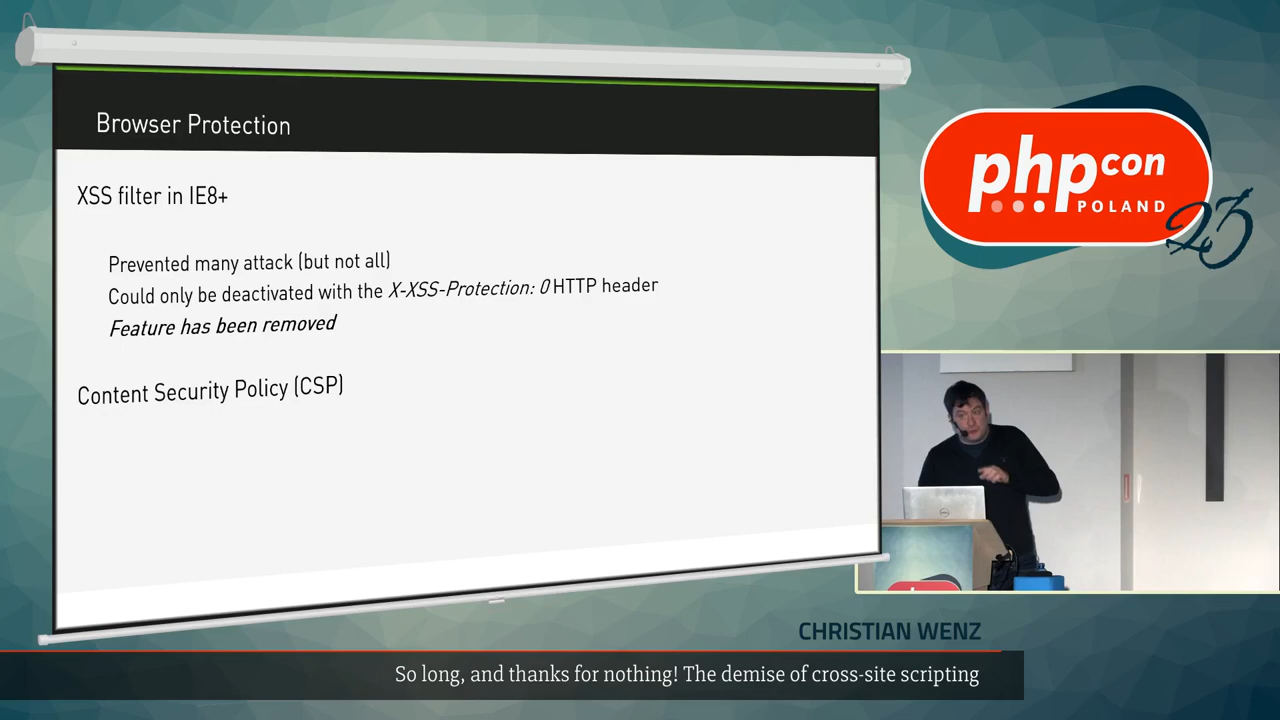 Browser Protection
XSS filter in IE8+
Prevented many attack (but not all)
Could only be deactivated with the X-XSS-Protection: 0 HTTP header
Feature has been removed
Content Security Policy (CSP)
phpcon
POLAND
23
CHRISTIAN WENZ
So long, and thanks for nothing! The demise of cross-site scripting